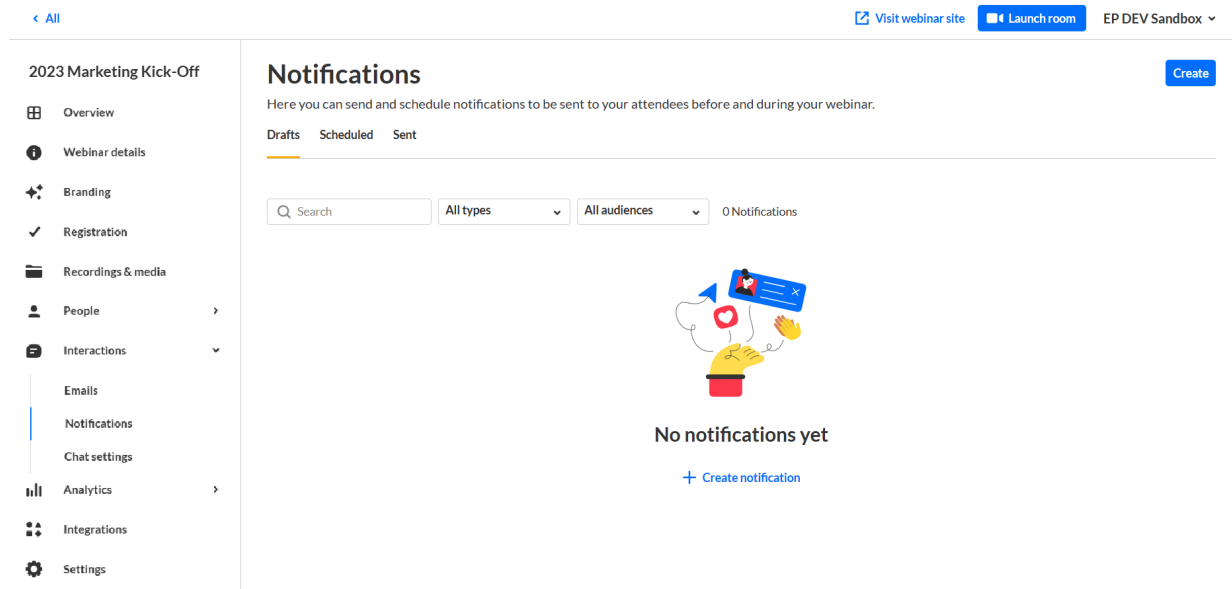 All
Visit webinar site
Launch room
EP DEV Sandbox
2023 Marketing Kick-Off
Overview
Webinar details
Branding
Registration
Recordings & media
People
Interactions
Emails
Notifications
Chat settings
Analytics
Integrations
Settings
Notifications
Create
Here you can send and schedule notifications to be sent to your attendees before and during your webinar.
Drafts Scheduled Sent
Search All types All audiences 0 Notifications
No notifications yet
Create notification